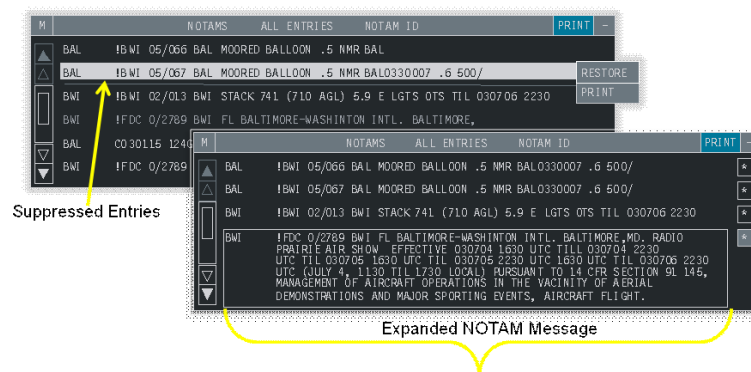 M NOTAMS ALL ENTRIES NOTAM ID PRINT –
BAL !BWI 05/066 BAL MOORED BALLOON .5 NMR BAL
BAL !BWI 05/067 BAL MOORED BALLOON .5 NMR BAL0330007 .6 500/
RESTORE
PRINT
BWI !BWI 02/013 BWI STACK 741 (710 AGL) 5.9 E LGTS OTS TIL 030706 2230
BWI !FDC 0/2789 BWI FL BALTIMORE-WASHINTON INTL. BALTIMORE,
BAL CO30115 124G
BWI !FDC 0/2789
Suppressed Entries
M NOTAMS ALL ENTRIES NOTAM ID PRINT –
BAL !BWI 05/066 BAL MOORED BALLOON .5 NMR BAL0330007 .6 500/ *
BAL !BWI 05/067 BAL MOORED BALLOON .5 NMR BAL0330007 .6 500/ *
BWI !BWI 02/013 BWI STACK 741 (710 AGL) 5.9 E LGTS OTS TIL 030706 2230 *
BWI !FDC 0/2789 BWI FL BALTIMORE-WASHINTON INTL. BALTIMORE,MD. RADIO *
PRAIRIE AIR SHOW EFFECTIVE 030704 1630 UTC TILL 030704 2230
UTC TIL 030705 1630 UTC TIL 030705 2230 UTC 1630 UTC TIL 030706 2230
UTC (JULY 4, 1130 TIL 1730 LOCAL) PURSUANT TO 14 CFR SECTION 91 145,
MANAGEMENT OF AIRCRAFT OPERATIONS IN THE VACINITY OF AERIAL
DEMONSTRATIONS AND MAJOR SPORTING EVENTS, AIRCRAFT FLIGHT.
Expanded NOTAM Message